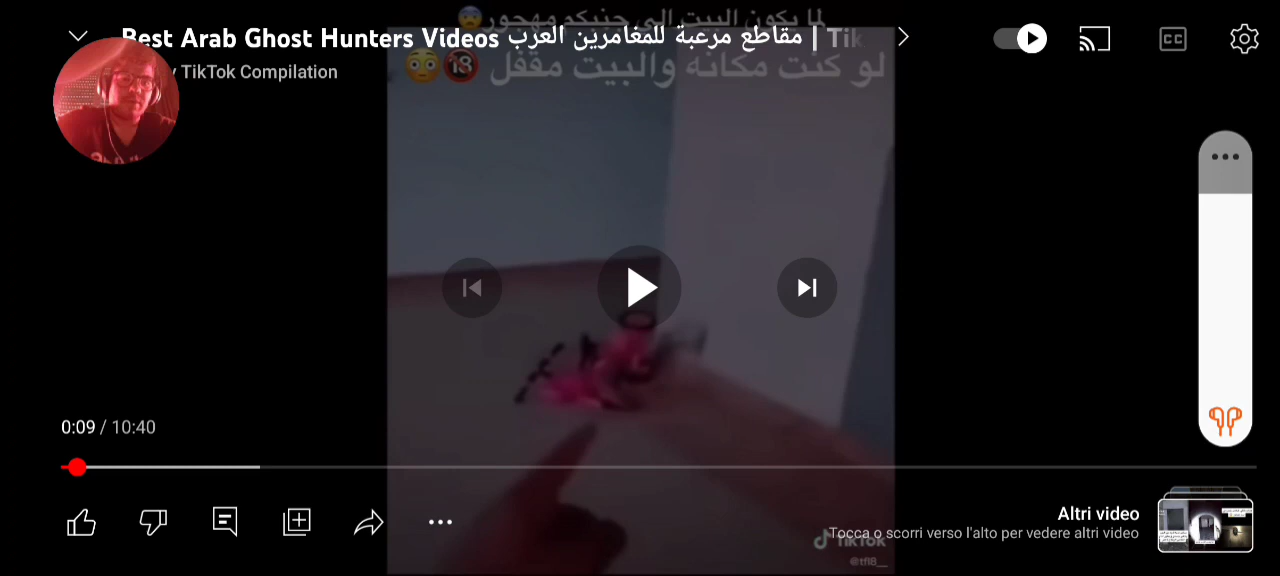 لما يكون البيت الي جنبكم مهجور
Best Arab Ghost Hunters Videos مقاطع مرعبة للمغامرين العرب | Tik
TikTok Compilation
لو كنت مكانه والبيت مقفل
CC
0:09 / 10:40
Altri video
Tocca o scorri verso l'alto per vedere altri video
TikTok
@tfl8__